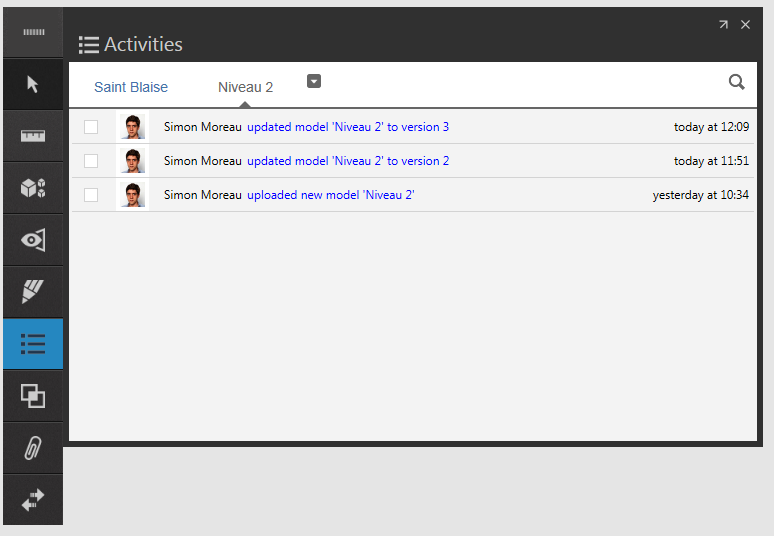 Activities
Saint Blaise Niveau 2
Simon Moreau updated model 'Niveau 2' to version 3 today at 12:09
Simon Moreau updated model 'Niveau 2' to version 2 today at 11:51
Simon Moreau uploaded new model 'Niveau 2' yesterday at 10:34